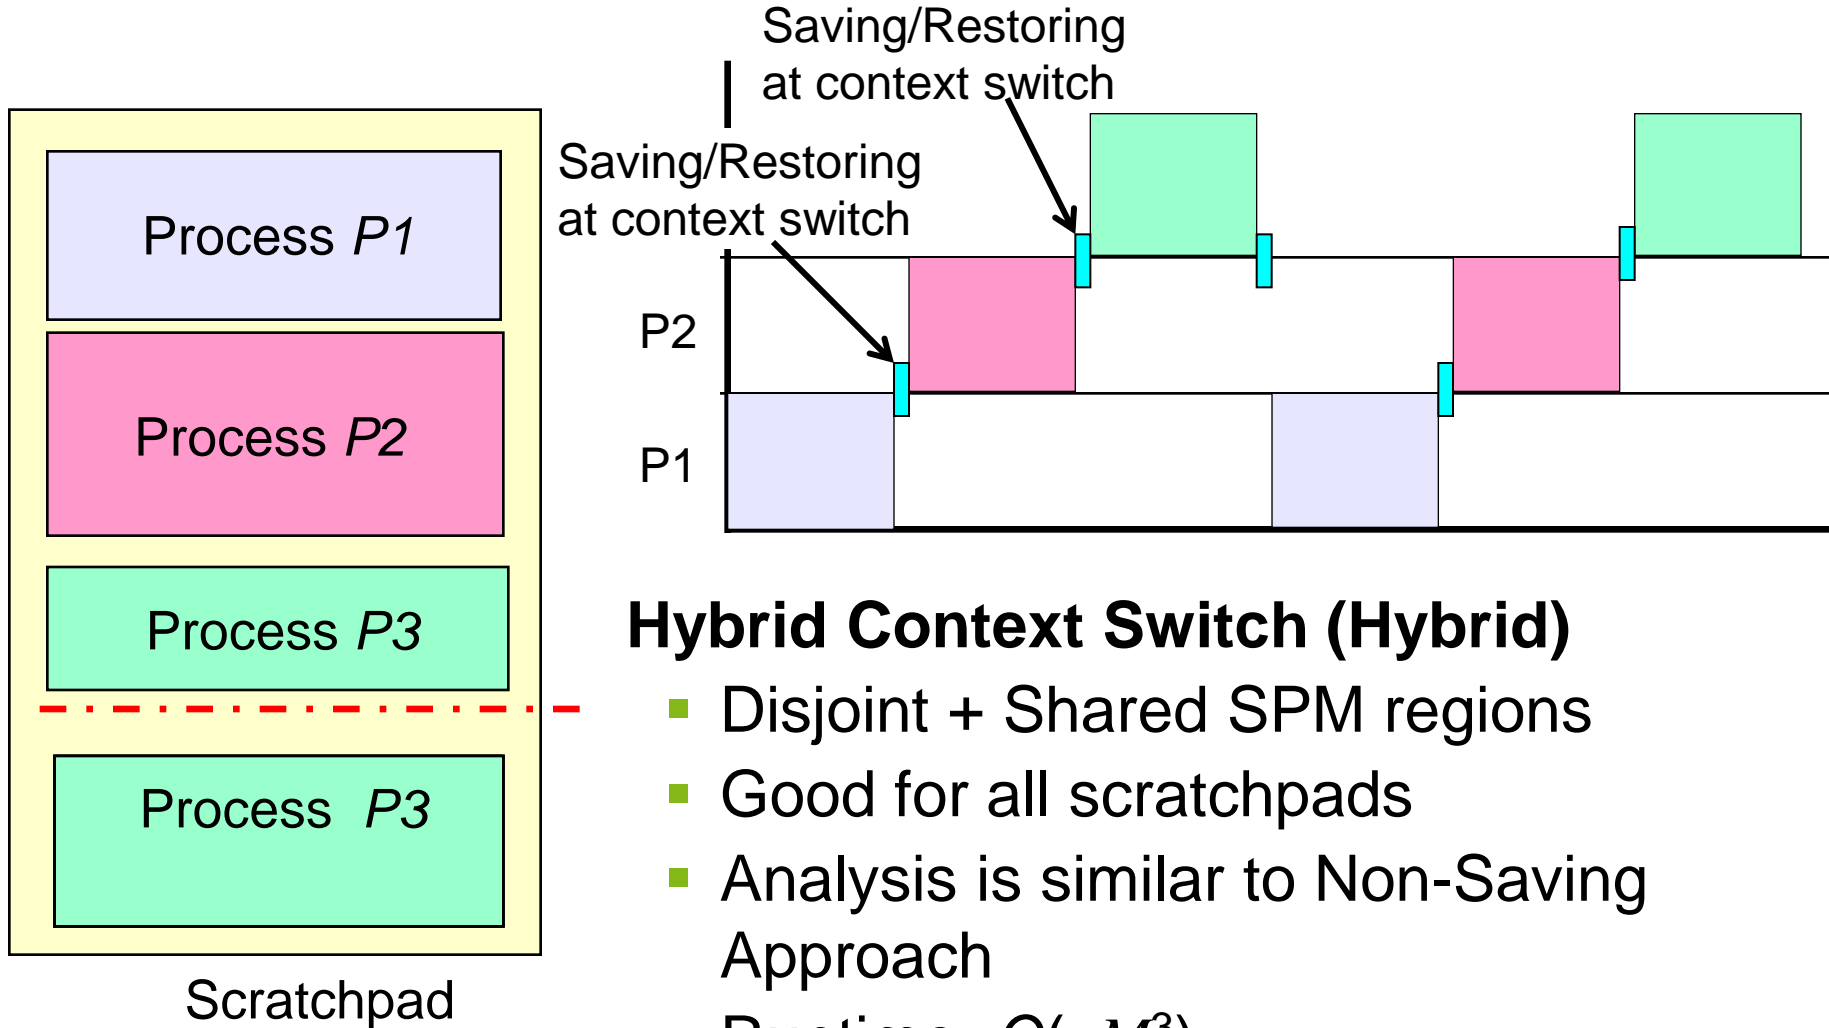 Saving/Restoring
at context switch
Saving/Restoring
at context switch
Process P1
Process P2
Process P3
Process P3
Scratchpad
P2
P1
Hybrid Context Switch (Hybrid)
Disjoint + Shared SPM regions
Good for all scratchpads
Analysis is similar to Non-Saving
Approach